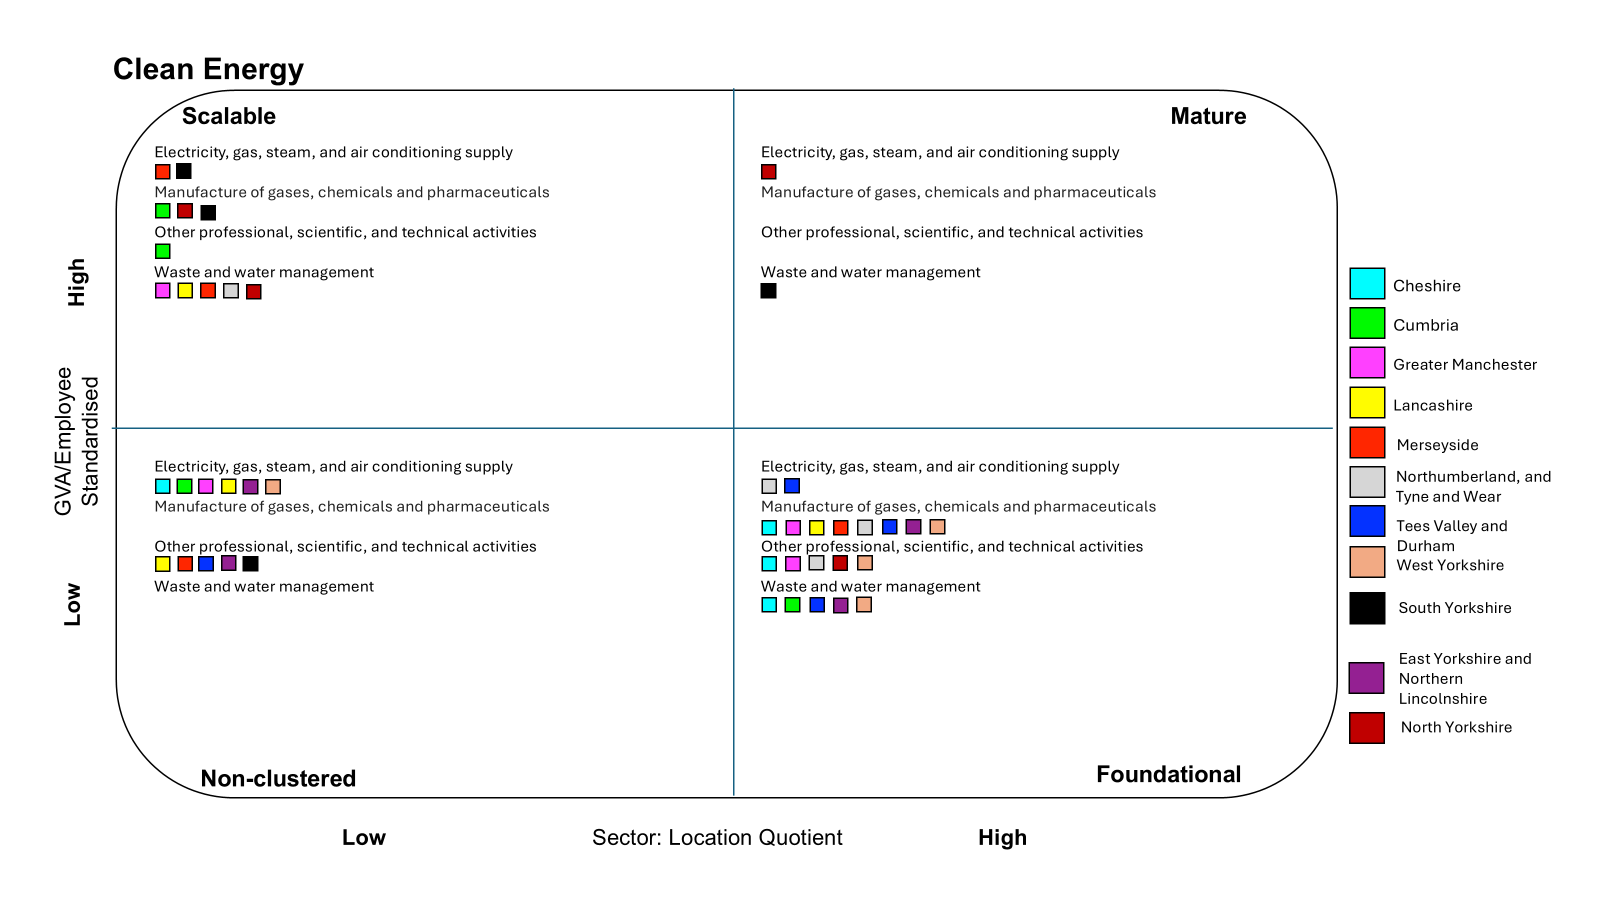 Clean Energy
Scalable
Mature
Electricity, gas, steam, and air conditioning supply
Manufacture of gases, chemicals and pharmaceuticals
Other professional, scientific, and technical activities
Waste and water management
Electricity, gas, steam, and air conditioning supply
Manufacture of gases, chemicals and pharmaceuticals
Other professional, scientific, and technical activities
Waste and water management
High
GVA/Employee
Standardised
Low
Electricity, gas, steam, and air conditioning supply
Manufacture of gases, chemicals and pharmaceuticals
Other professional, scientific, and technical activities
Waste and water management
Electricity, gas, steam, and air conditioning supply
Manufacture of gases, chemicals and pharmaceuticals
Other professional, scientific, and technical activities
Waste and water management
Non-clustered
Foundational
Low
Sector: Location Quotient
High
Cheshire
Cumbria
Greater Manchester
Lancashire
Merseyside
Northumberland, and
Tyne and Wear
Tees Valley and
Durham
West Yorkshire
South Yorkshire
East Yorkshire and
Northern
Lincolnshire
North Yorkshire